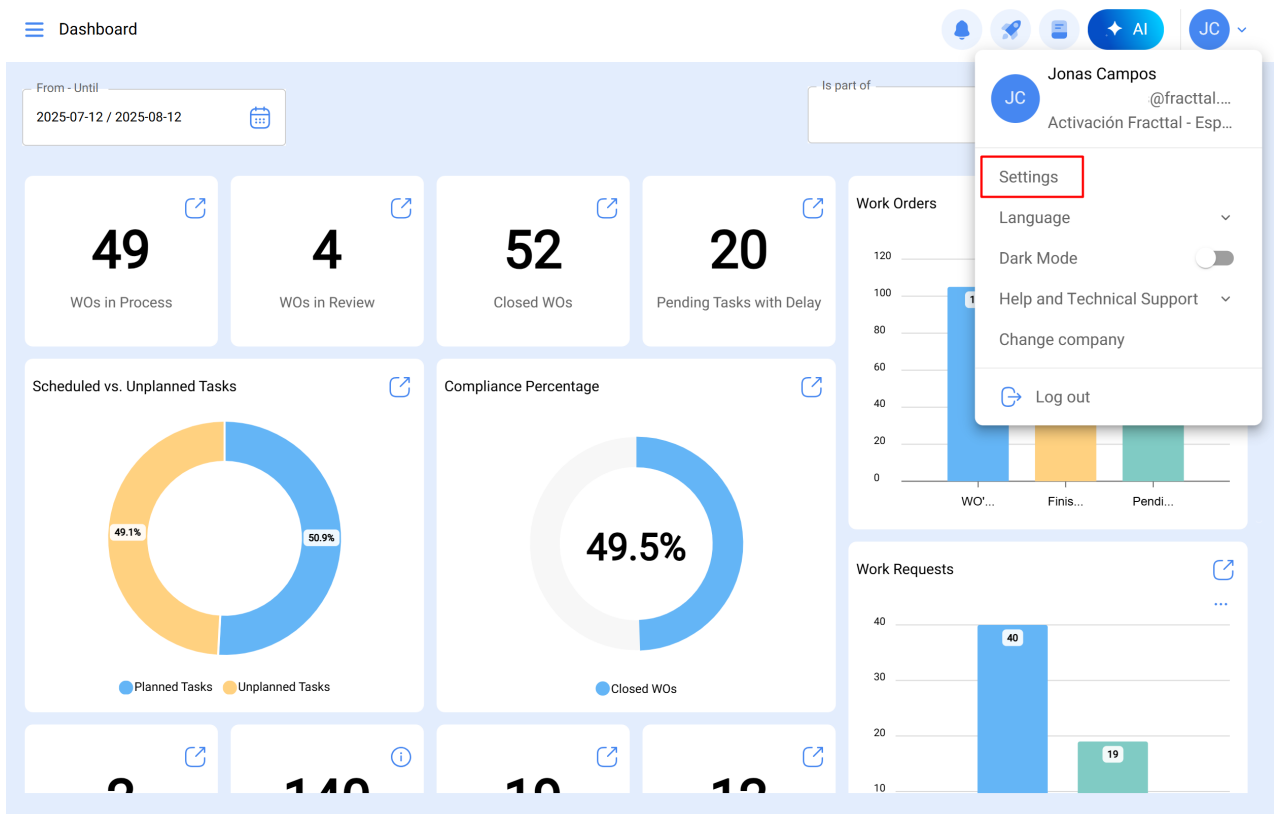 Dashboard
AI
JC
From - Until
2025-07-12 / 2025-08-12
Is part of
JC
Jonas Campos
@fracttal....
Activación Fracttal - Esp...
Settings
Language
Dark Mode
Help and Technical Support
Change company
Log out
49
WOs in Process
4
WOs in Review
52
Closed WOs
20
Pending Tasks with Delay
Work Orders
120
100
80
60
40
20
0
WO'...
Finis...
Pendi...
Scheduled vs. Unplanned Tasks
49.1%
50.9%
Planned Tasks
Unplanned Tasks
Compliance Percentage
49.5%
Closed WOs
Work Requests
...
40
30
20
10
40
19